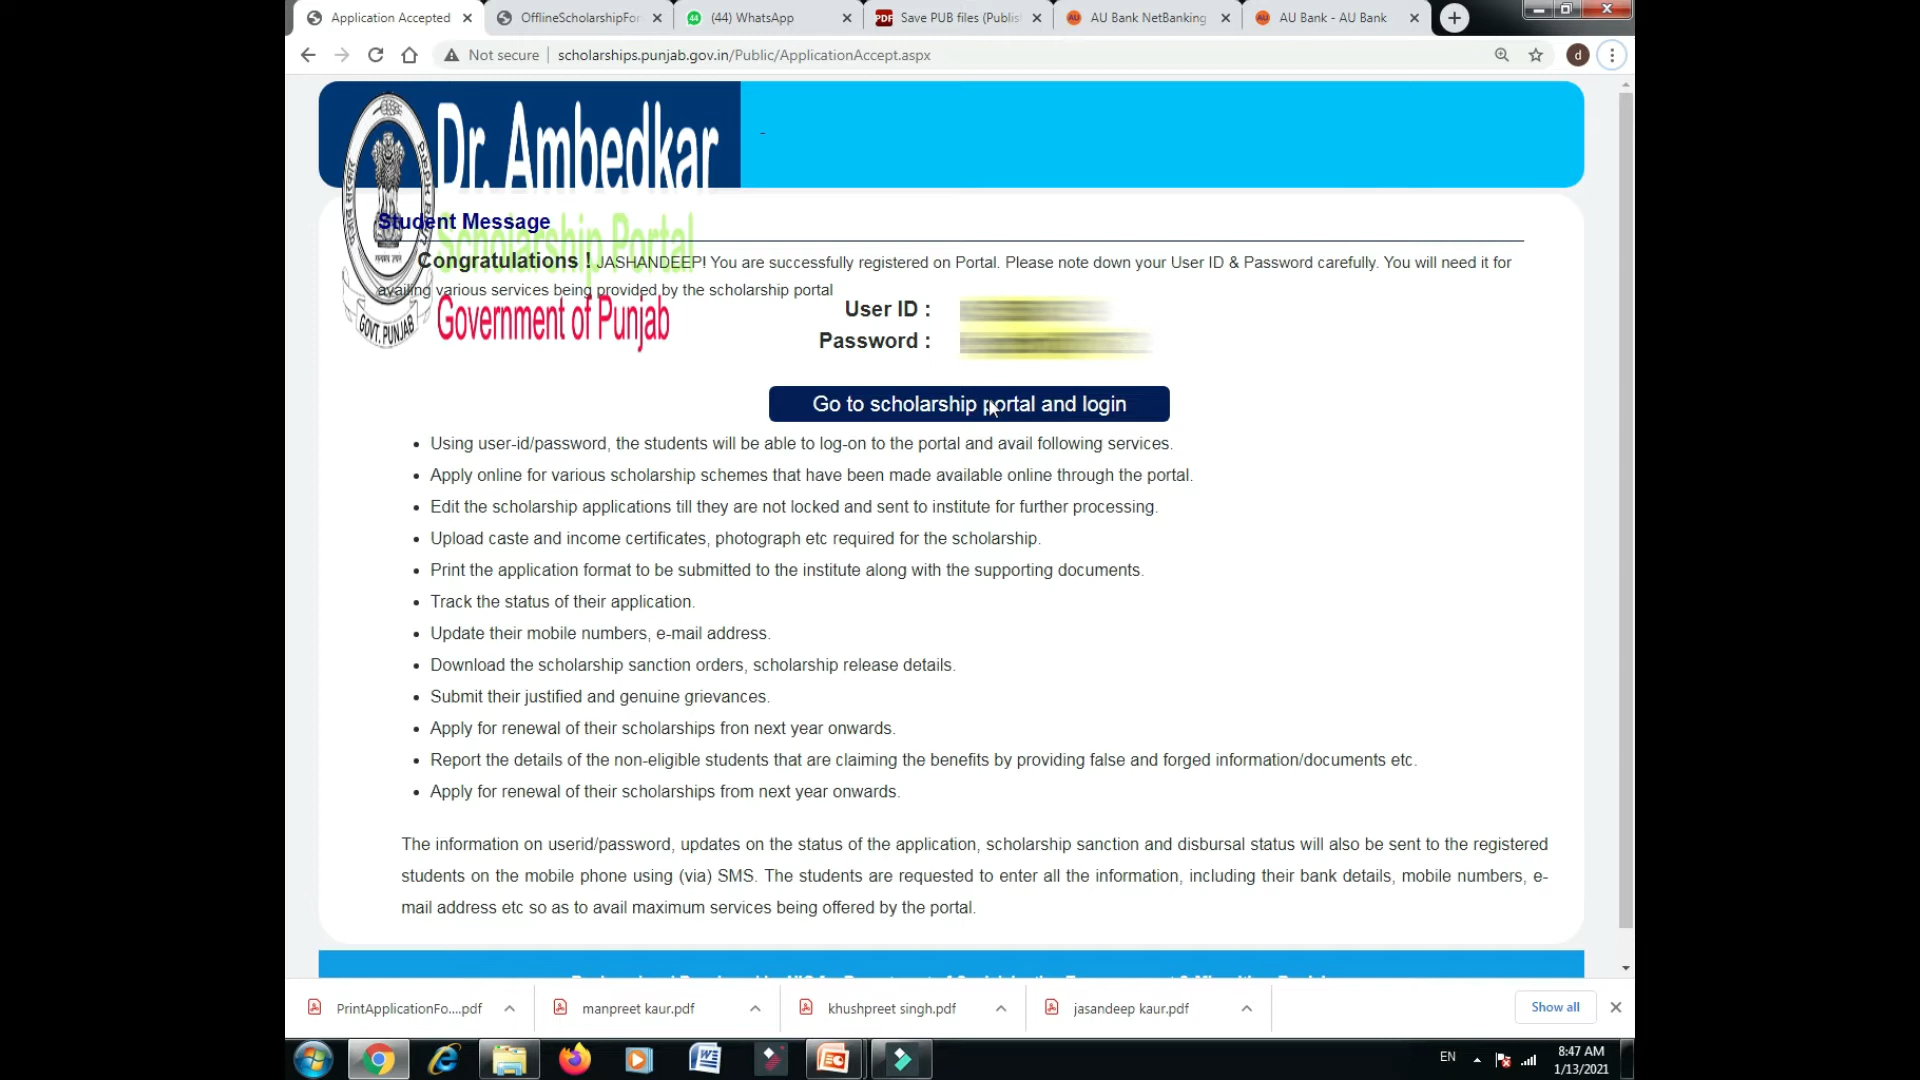 Application Accepted
OfflineScholarshipFor
44 (44) WhatsApp
PDF Save PUB files (Publis
AU AU Bank NetBanking
AU AU Bank - AU Bank
Not secure | scholarships.punjab.gov.in/Public/ApplicationAccept.aspx
d
Dr. Ambedkar
-
Scholarship Portal
Government of Punjab
GOVT. PUNJAB
Student Message
Congratulations ! JASHANDEEP! You are successfully registered on Portal. Please note down your User ID & Password carefully. You will need it for
availing various services being provided by the scholarship portal
User ID :
Password :
Go to scholarship portal and login
• Using user-id/password, the students will be able to log-on to the portal and avail following services.
• Apply online for various scholarship schemes that have been made available online through the portal.
• Edit the scholarship applications till they are not locked and sent to institute for further processing.
• Upload caste and income certificates, photograph etc required for the scholarship.
• Print the application format to be submitted to the institute along with the supporting documents.
• Track the status of their application.
• Update their mobile numbers, e-mail address.
• Download the scholarship sanction orders, scholarship release details.
• Submit their justified and genuine grievances.
• Apply for renewal of their scholarships fron next year onwards.
• Report the details of the non-eligible students that are claiming the benefits by providing false and forged information/documents etc.
• Apply for renewal of their scholarships from next year onwards.
The information on userid/password, updates on the status of the application, scholarship sanction and disbursal status will also be sent to the registered
students on the mobile phone using (via) SMS. The students are requested to enter all the information, including their bank details, mobile numbers, e-
mail address etc so as to avail maximum services being offered by the portal.
PrintApplicationFo....pdf
manpreet kaur.pdf
khushpreet singh.pdf
jasandeep kaur.pdf
Show all
EN
8:47 AM
1/13/2021